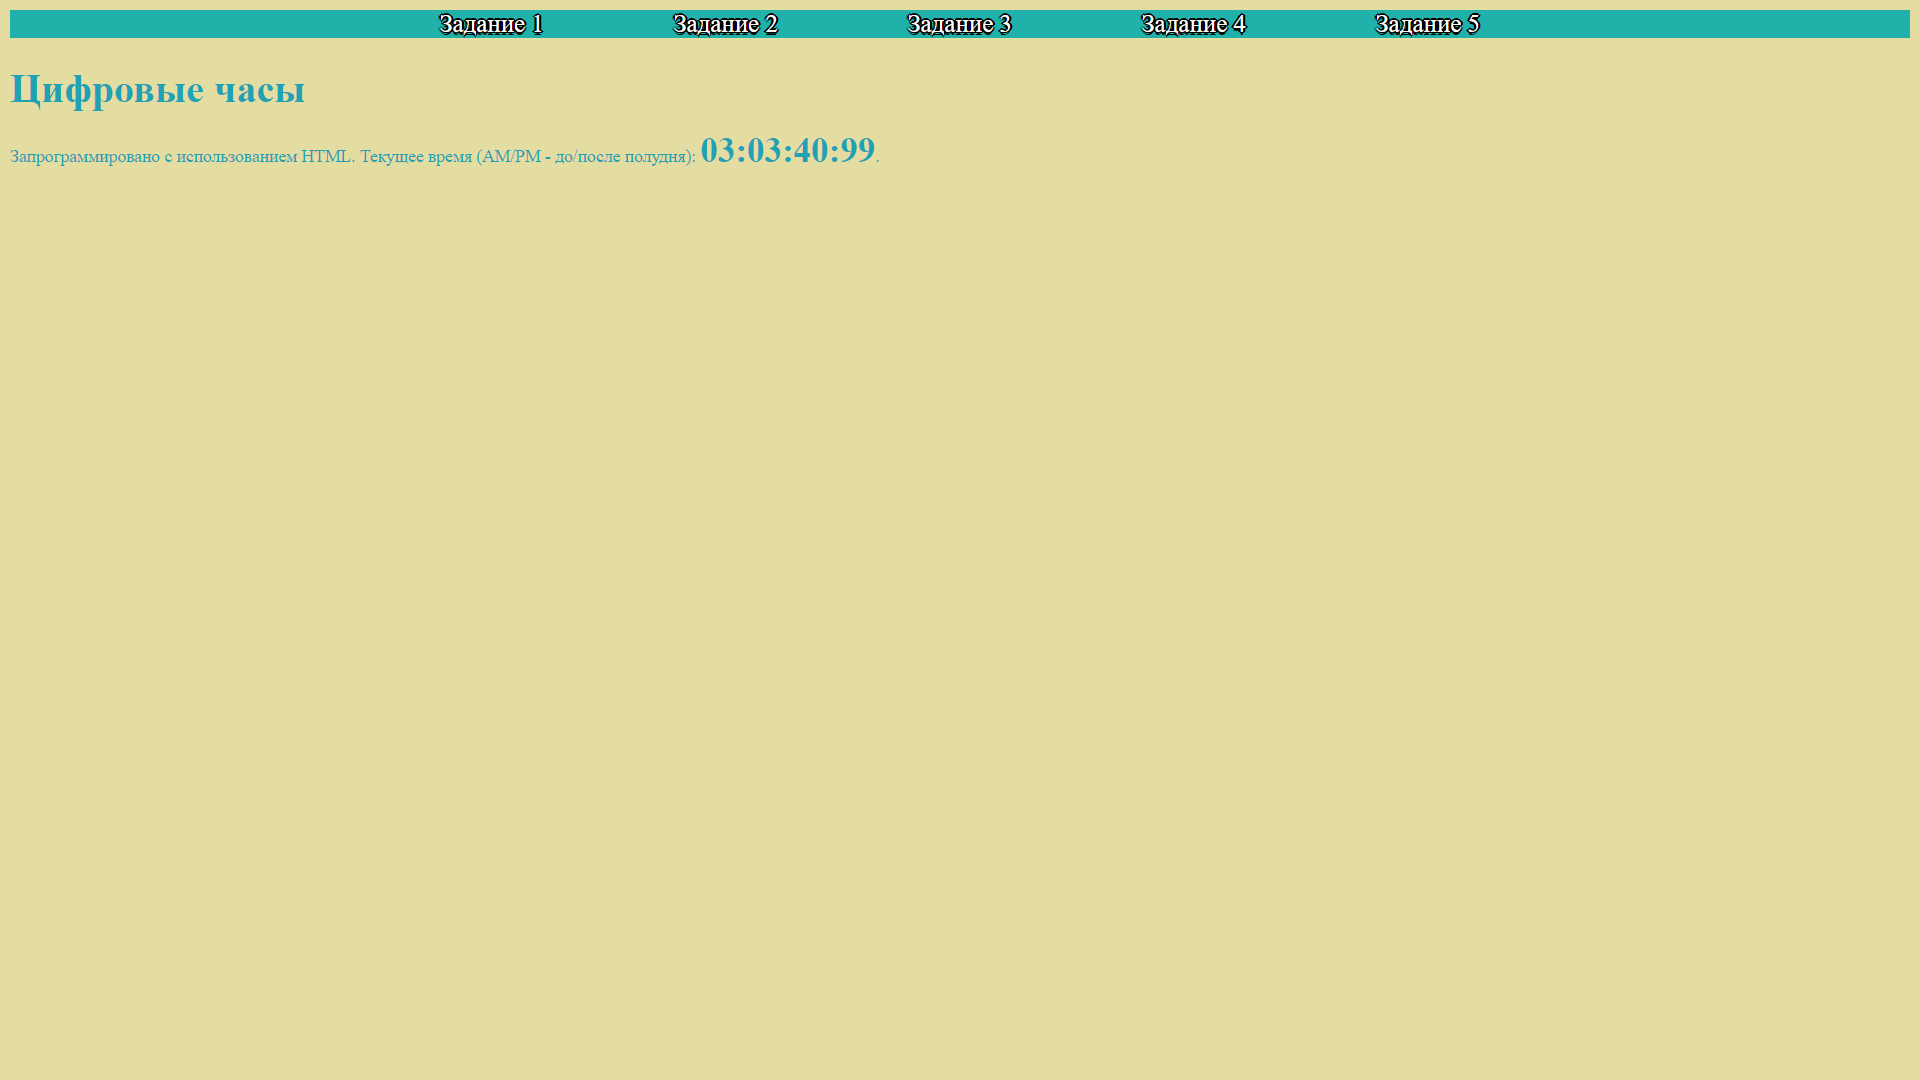 Задание 1 Задание 2 Задание 3 Задание 4 Задание 5
Цифровые часы
Запрограммировано с использованием HTML. Текущее время (AM/PM - до/после полудня): 03:03:40:99.